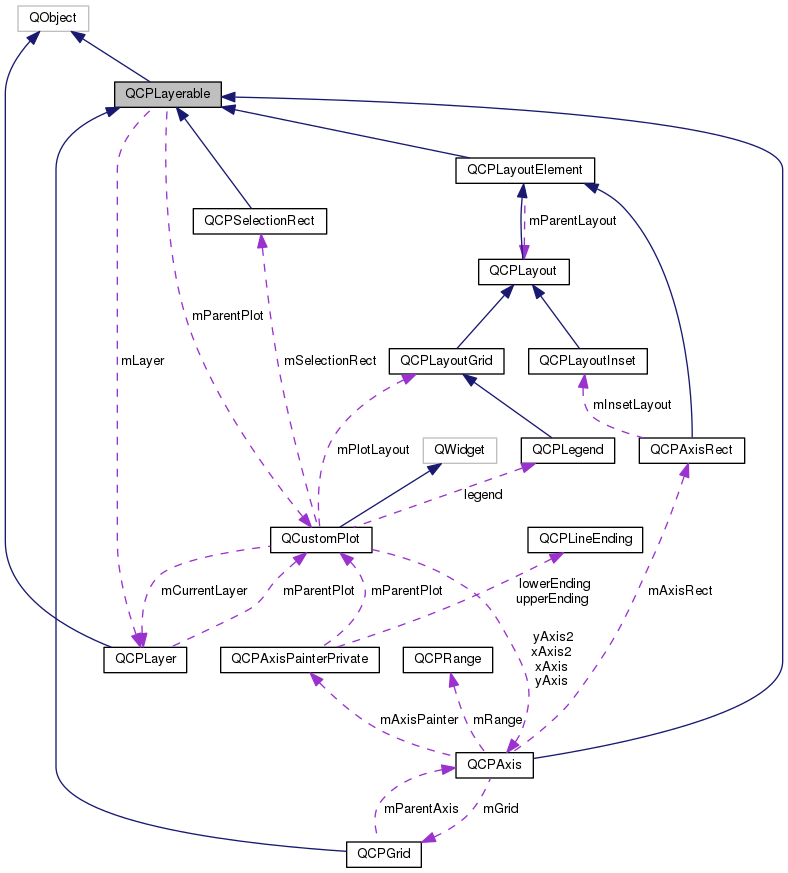 QObject
QCPLayerable
QCPLayoutElement
QCPSelectionRect
mParentLayout
QCPLayout
mParentPlot
mLayer
mSelectionRect
QCPLayoutGrid
QCPLayoutInset
mInsetLayout
mPlotLayout
QWidget
QCPLegend
QCPAxisRect
legend
QCustomPlot
QCPLineEnding
mCurrentLayer
mParentPlot
mParentPlot
lowerEnding
upperEnding
mAxisRect
yAxis2
xAxis2
xAxis
yAxis
QCPLayer
QCPAxisPainterPrivate
QCPRange
mAxisPainter
mRange
QCPAxis
mParentAxis
mGrid
QCPGrid